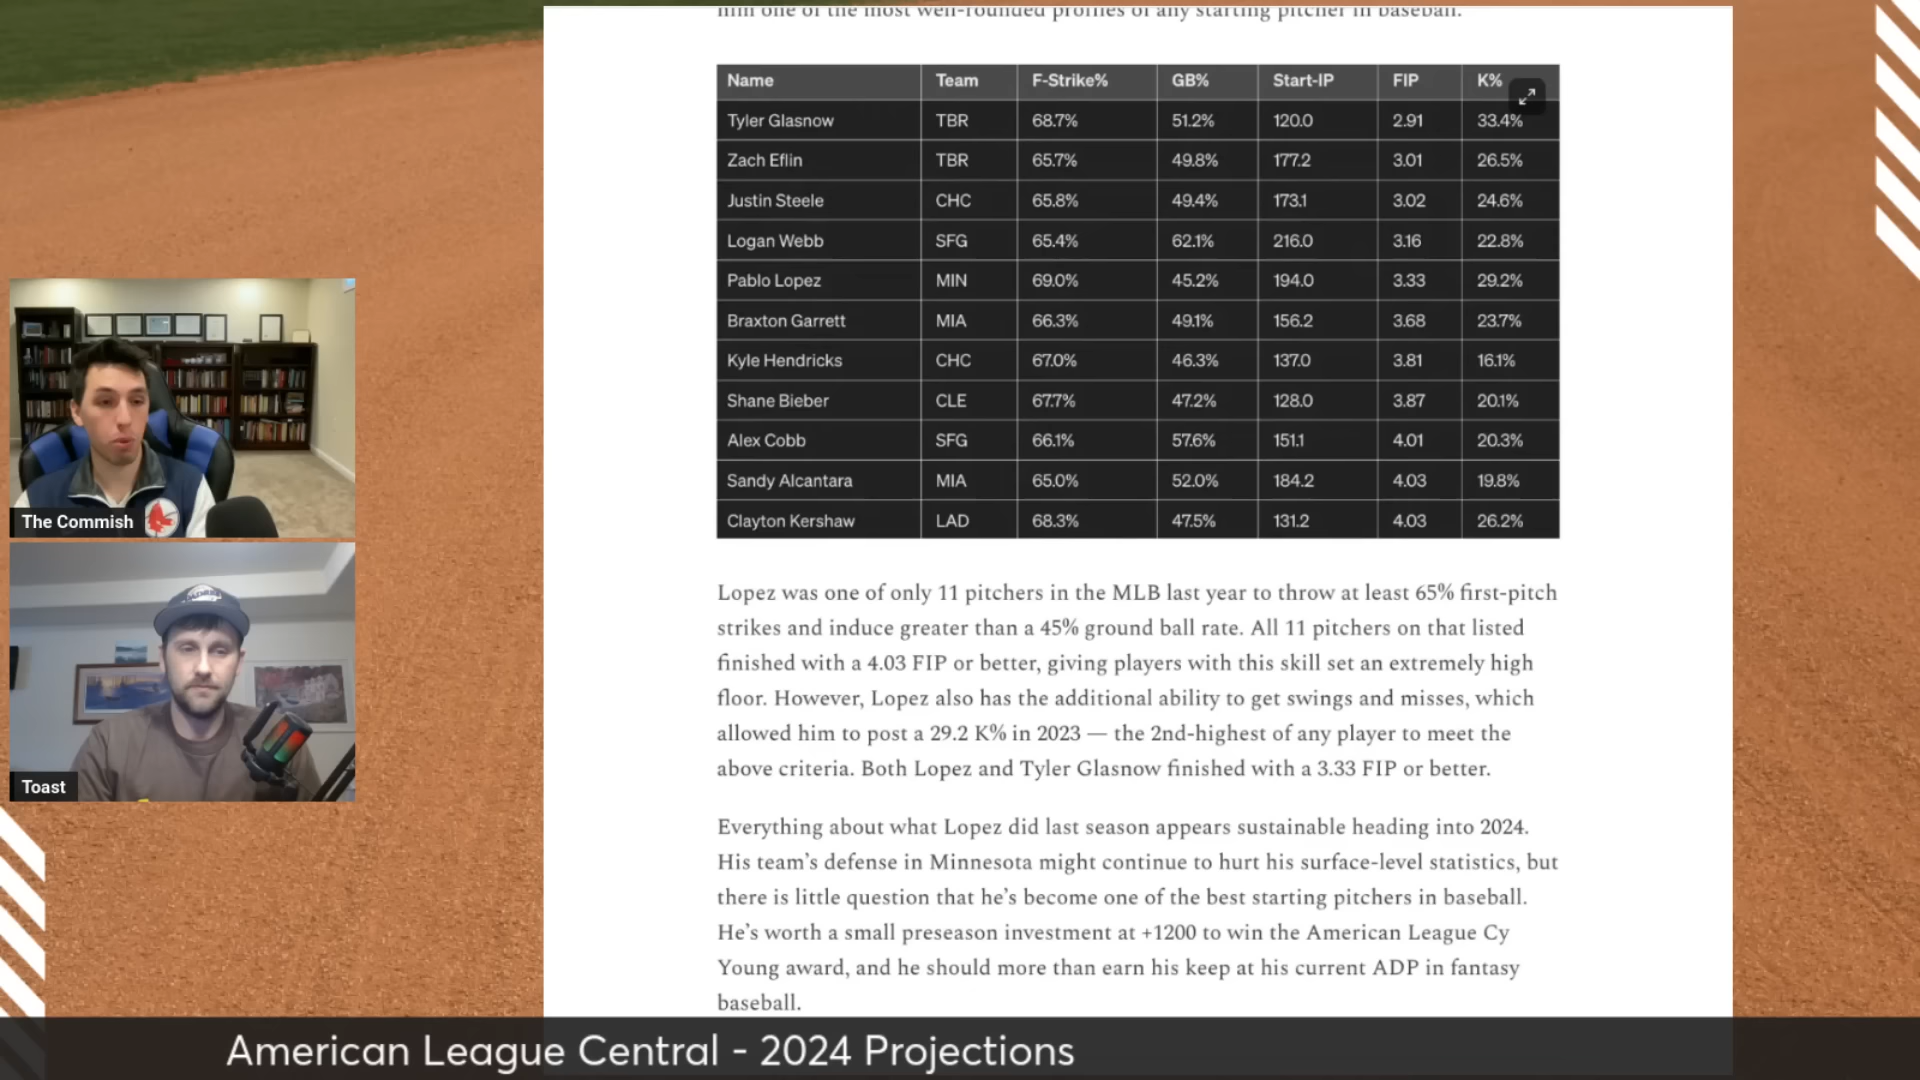 him one of the most well-rounded profiles of any starting pitcher in baseball.
Name Team F-Strike% GB% Start-IP FIP K%
Tyler Glasnow TBR 68.7% 51.2% 120.0 2.91 33.4%
Zach Eflin TBR 65.7% 49.8% 177.2 3.01 26.5%
Justin Steele CHC 65.8% 49.4% 173.1 3.02 24.6%
Logan Webb SFG 65.4% 62.1% 216.0 3.16 22.8%
Pablo Lopez MIN 69.0% 45.2% 194.0 3.33 29.2%
Braxton Garrett MIA 66.3% 49.1% 156.2 3.68 23.7%
Kyle Hendricks CHC 67.0% 46.3% 137.0 3.81 16.1%
Shane Bieber CLE 67.7% 47.2% 128.0 3.87 20.1%
Alex Cobb SFG 66.1% 57.6% 151.1 4.01 20.3%
Sandy Alcantara MIA 65.0% 52.0% 184.2 4.03 19.8%
Clayton Kershaw LAD 68.3% 47.5% 131.2 4.03 26.2%
The Commish
Toast
Lopez was one of only 11 pitchers in the MLB last year to throw at least 65% first-pitch
strikes and induce greater than a 45% ground ball rate. All 11 pitchers on that listed
finished with a 4.03 FIP or better, giving players with this skill set an extremely high
floor. However, Lopez also has the additional ability to get swings and misses, which
allowed him to post a 29.2 K% in 2023 — the 2nd-highest of any player to meet the
above criteria. Both Lopez and Tyler Glasnow finished with a 3.33 FIP or better.
Everything about what Lopez did last season appears sustainable heading into 2024.
His team's defense in Minnesota might continue to hurt his surface-level statistics, but
there is little question that he's become one of the best starting pitchers in baseball.
He's worth a small preseason investment at +1200 to win the American League Cy
Young award, and he should more than earn his keep at his current ADP in fantasy
baseball.
American League Central - 2024 Projections